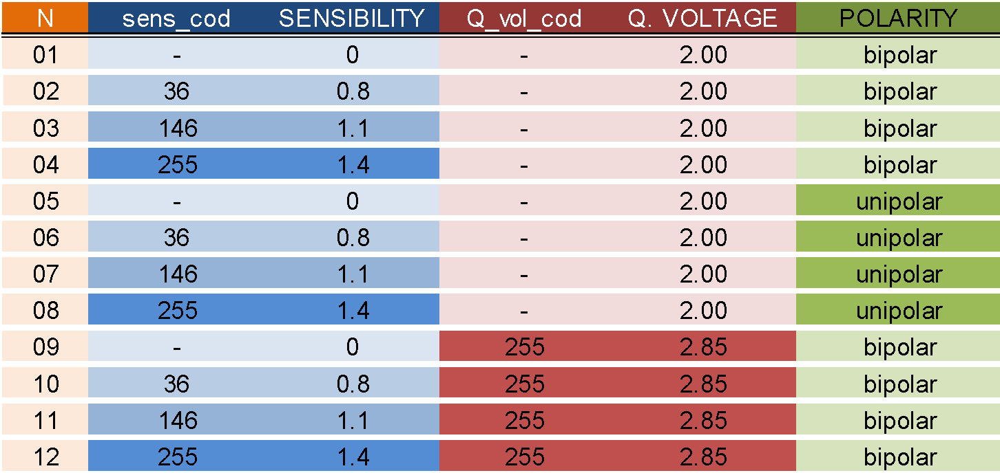 N sens_cod SENSIBILITY Q_vol_cod Q. VOLTAGE POLARITY
01 - 0 - 2.00 bipolar
02 36 0.8 - 2.00 bipolar
03 146 1.1 - 2.00 bipolar
04 255 1.4 - 2.00 bipolar
05 - 0 - 2.00 unipolar
06 36 0.8 - 2.00 unipolar
07 146 1.1 - 2.00 unipolar
08 255 1.4 - 2.00 unipolar
09 - 0 255 2.85 bipolar
10 36 0.8 255 2.85 bipolar
11 146 1.1 255 2.85 bipolar
12 255 1.4 255 2.85 bipolar